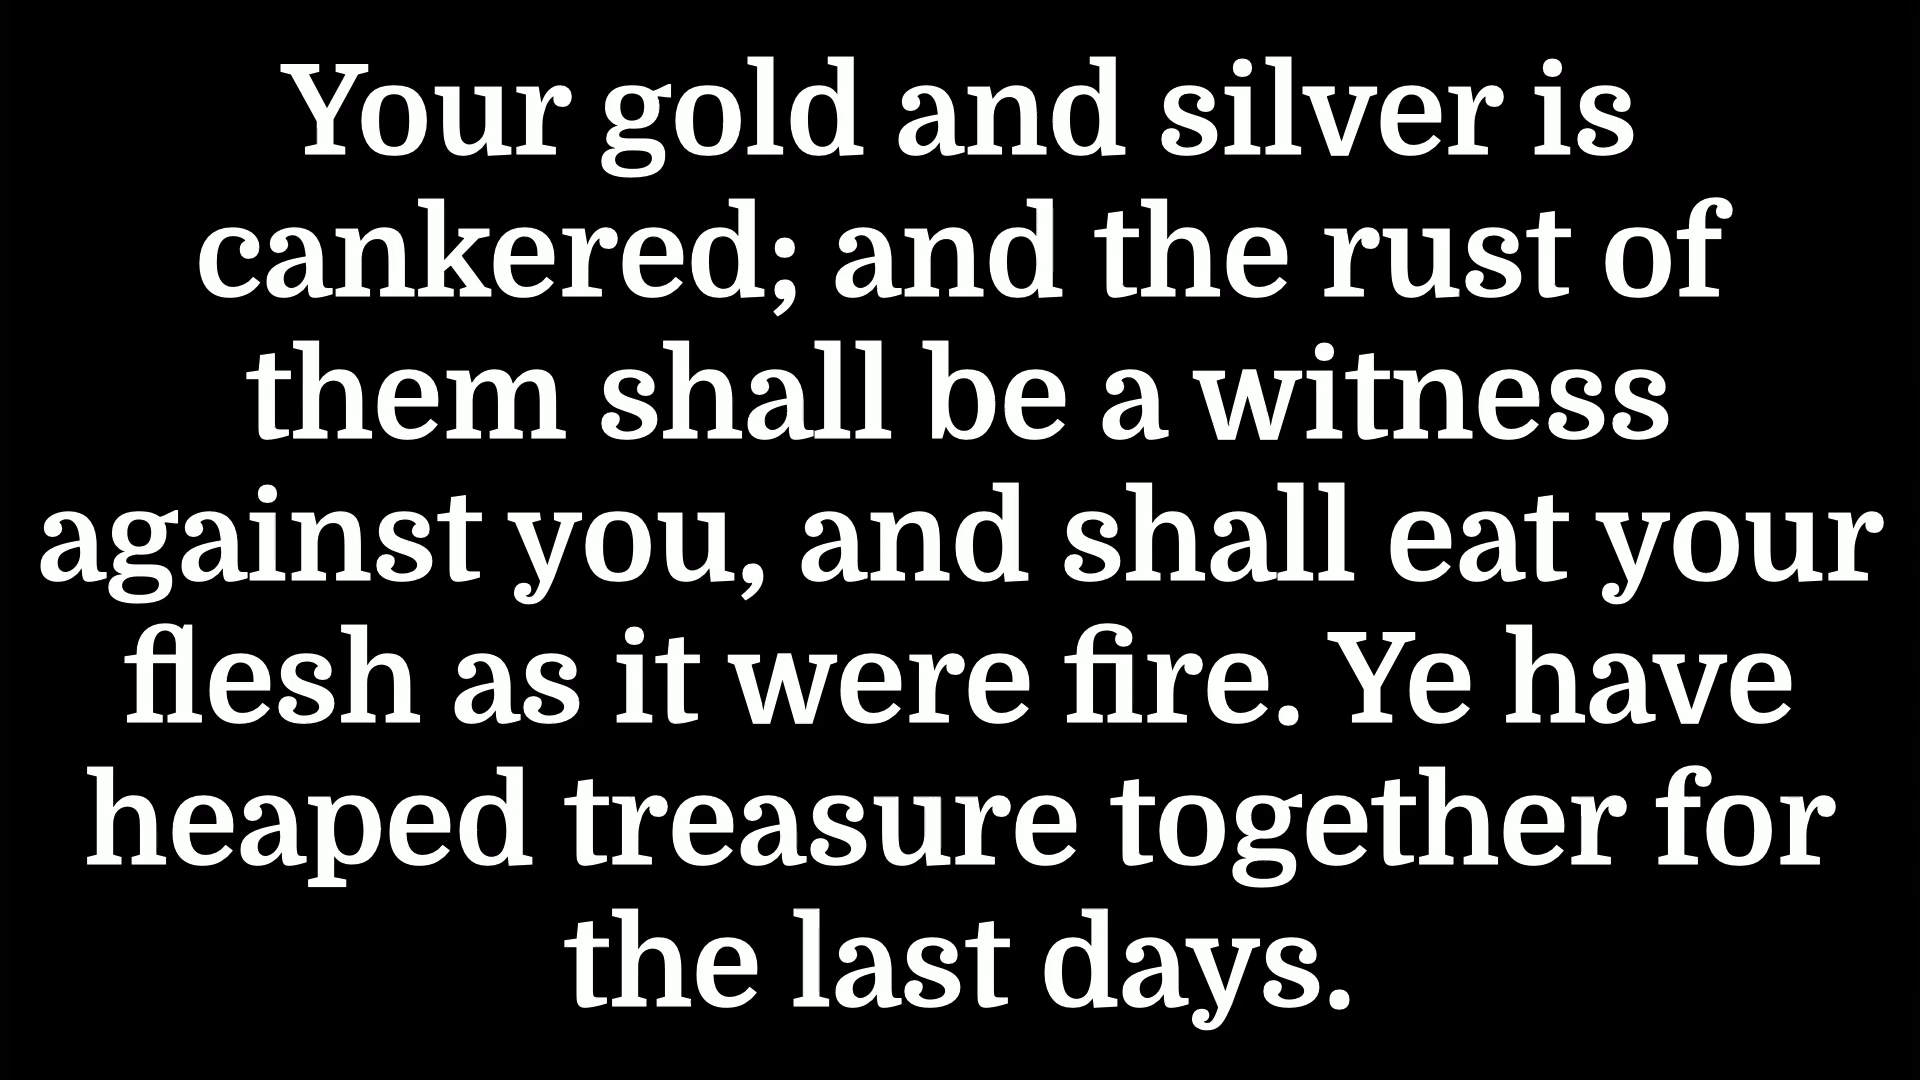 Your gold and silver is
cankered; and the rust of
them shall be a witness
against you, and shall eat your
flesh as it were fire. Ye have
heaped treasure together for
the last days.